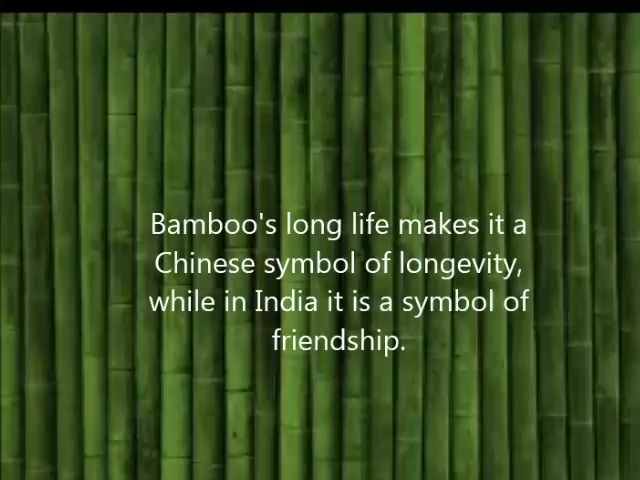 Bamboo's long life makes it a
Chinese symbol of longevity,
while in India it is a symbol of
friendship.